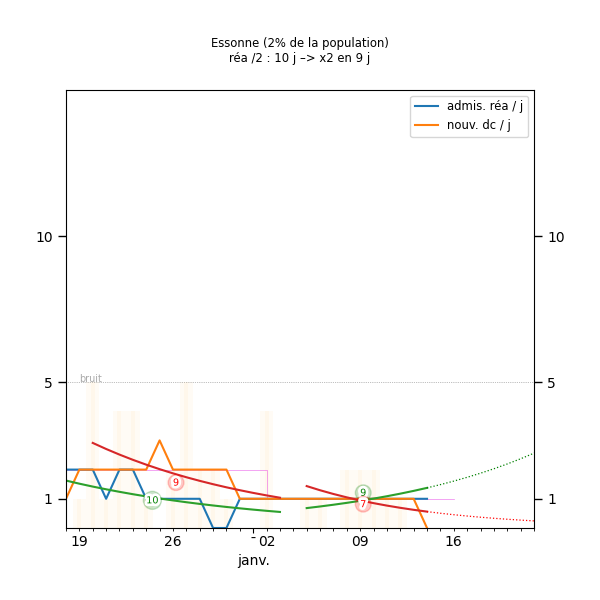 Essonne (2% de la population)
réa /2 : 10 j –> x2 en 9 j
admis. réa / j
nouv. dc / j
10
10
bruit
5
5
9
10
9
7
1
1
19
26
02
09
16
janv.